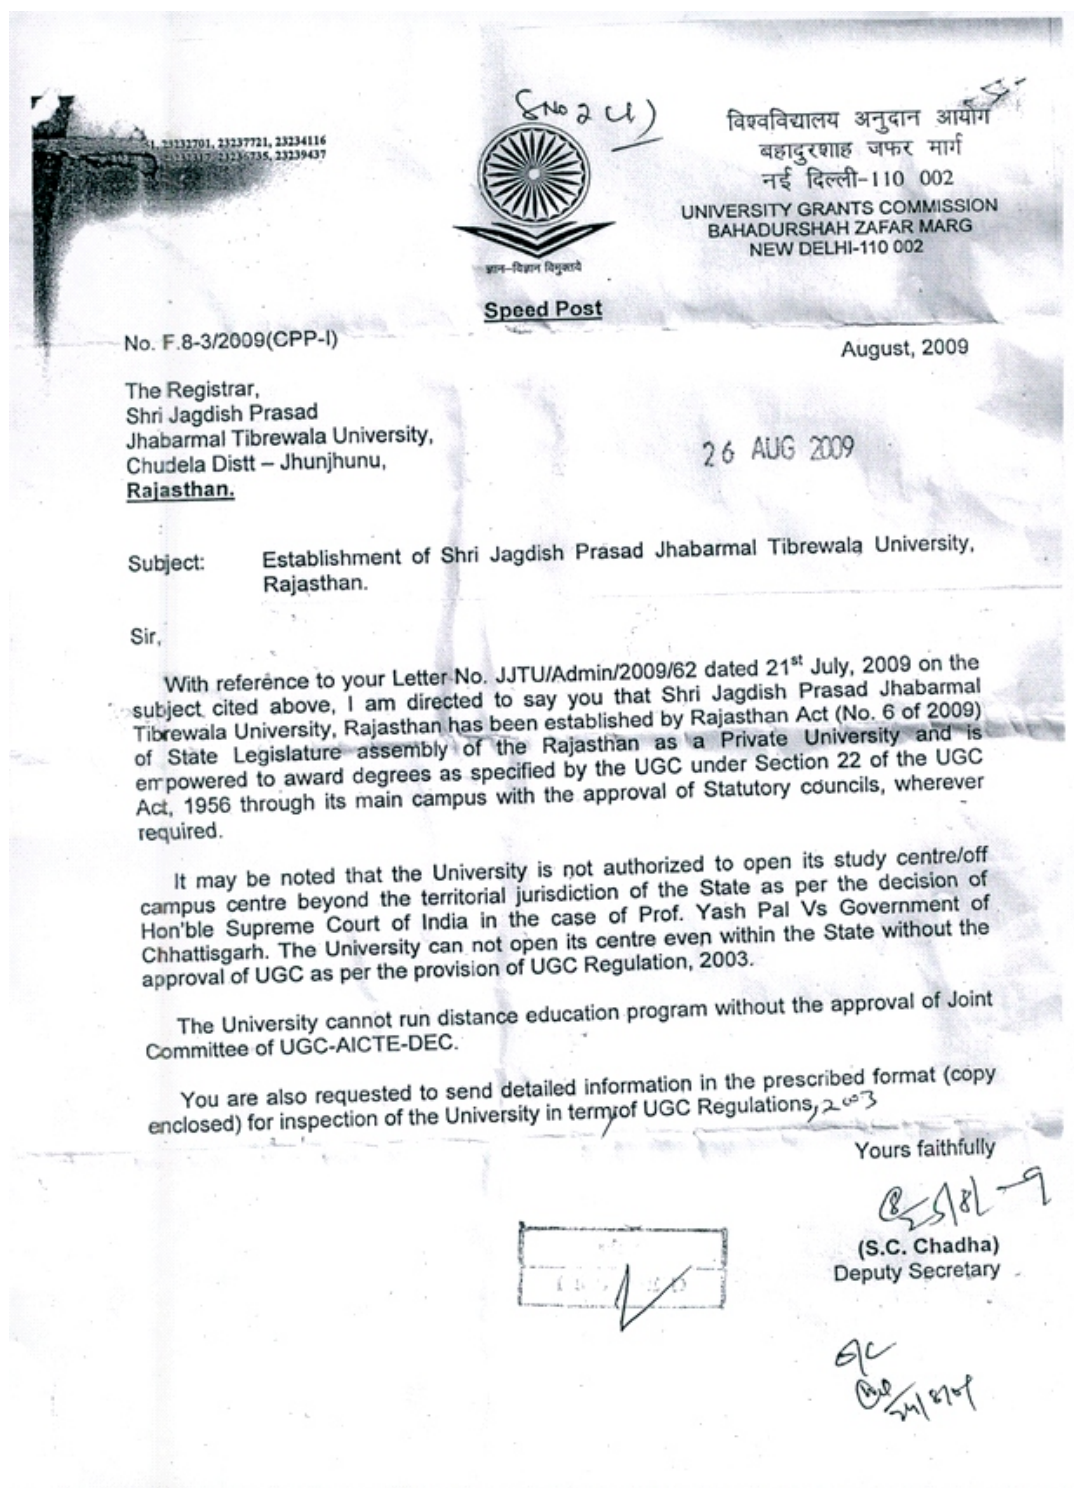 1, 23232701, 23237721, 23234116
23236735, 23239437
SNo 2 (1)
विश्वविद्यालय अनुदान आयोग
बहादुरशाह जफर मार्ग
नई दिल्ली-110 002
UNIVERSITY GRANTS COMMISSION
BAHADURSHAH ZAFAR MARG
NEW DELHI-110 002
ज्ञान-विज्ञान विमुक्तये
Speed Post
No. F.8-3/2009(CPP-I)
August, 2009
The Registrar,
Shri Jagdish Prasad
Jhabarmal Tibrewala University,
Chudela Distt – Jhunjhunu,
Rajasthan.
26 AUG 2009
Subject: Establishment of Shri Jagdish Prasad Jhabarmal Tibrewala University,
Rajasthan.
Sir,
With reference to your Letter No. JJTU/Admin/2009/62 dated 21st July, 2009 on the
subject cited above, I am directed to say you that Shri Jagdish Prasad Jhabarmal
Tibrewala University, Rajasthan has been established by Rajasthan Act (No. 6 of 2009)
of State Legislature assembly of the Rajasthan as a Private University and is
empowered to award degrees as specified by the UGC under Section 22 of the UGC
Act, 1956 through its main campus with the approval of Statutory councils, wherever
required.
It may be noted that the University is not authorized to open its study centre/off
campus centre beyond the territorial jurisdiction of the State as per the decision of
Hon'ble Supreme Court of India in the case of Prof. Yash Pal Vs Government of
Chhattisgarh. The University can not open its centre even within the State without the
approval of UGC as per the provision of UGC Regulation, 2003.
The University cannot run distance education program without the approval of Joint
Committee of UGC-AICTE-DEC.
You are also requested to send detailed information in the prescribed format (copy
enclosed) for inspection of the University in term of UGC Regulations, 2003
Yours faithfully
(S.C. Chadha)
Deputy Secretary